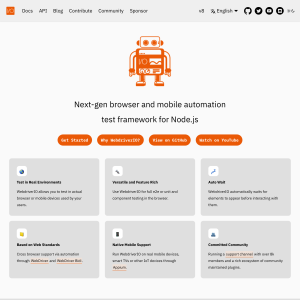 Docs API Blog Contribute Community Sponsor v8 English
I/O
Next-gen browser and mobile automation
test framework for Node.js
Get Started Why WebdriverIO? View on GitHub Watch on YouTube
Test in Real Environments
WebdriverIO allows you to test in actual
browser or mobile devices used by your
users.
Versatile and Feature Rich
Use WebdriverIO for full e2e or unit and
component testing in the browser.
Auto-Wait
WebdriverIO automatically waits for
elements to appear before interacting with
them.
Based on Web Standards
Cross browser support via automation
through WebDriver and WebDriver Bidi.
Native Mobile Support
Run WebdriverIO on real mobile devices,
smart TVs or other IoT devices through
Appium.
Committed Community
Running a support channel with over 8k
members and a rich ecosystem of community
maintained plugins.